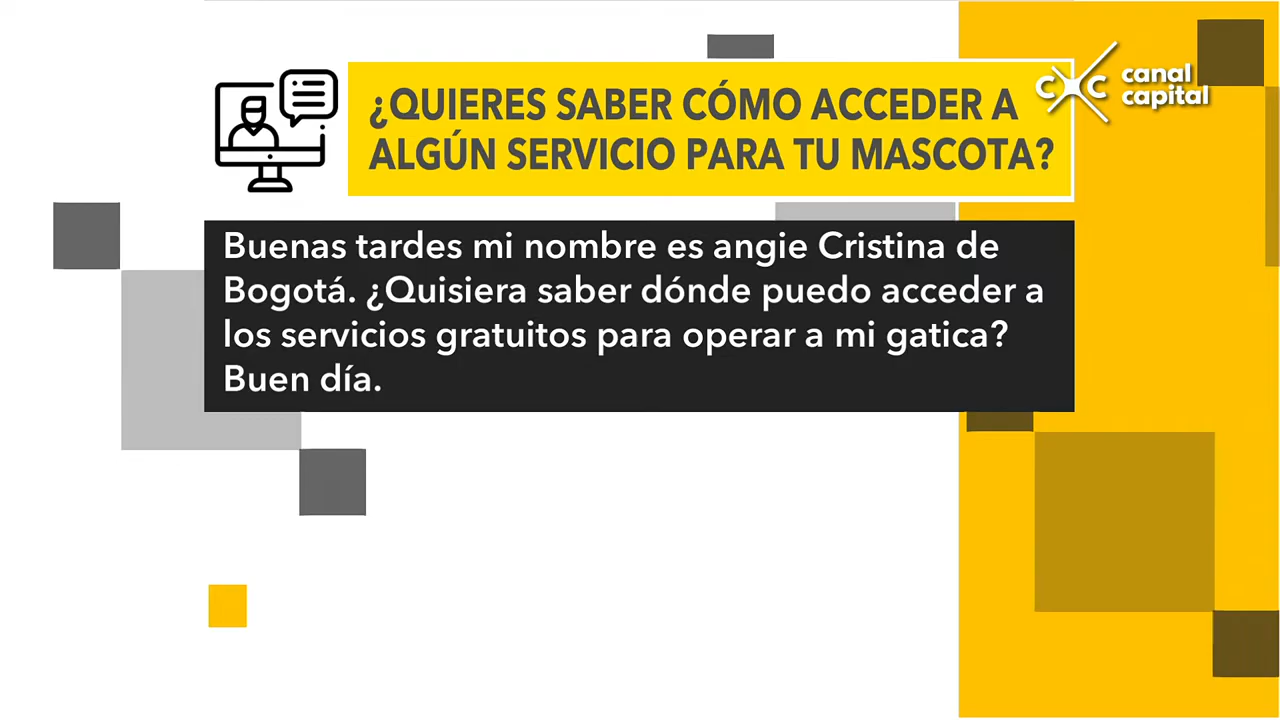 ¿QUIERES SABER CÓMO ACCEDER A
ALGÚN SERVICIO PARA TU MASCOTA?
CXC canal
capital
Buenas tardes mi nombre es angie Cristina de
Bogotá. ¿Quisiera saber dónde puedo acceder a
los servicios gratuitos para operar a mi gatica?
Buen día.